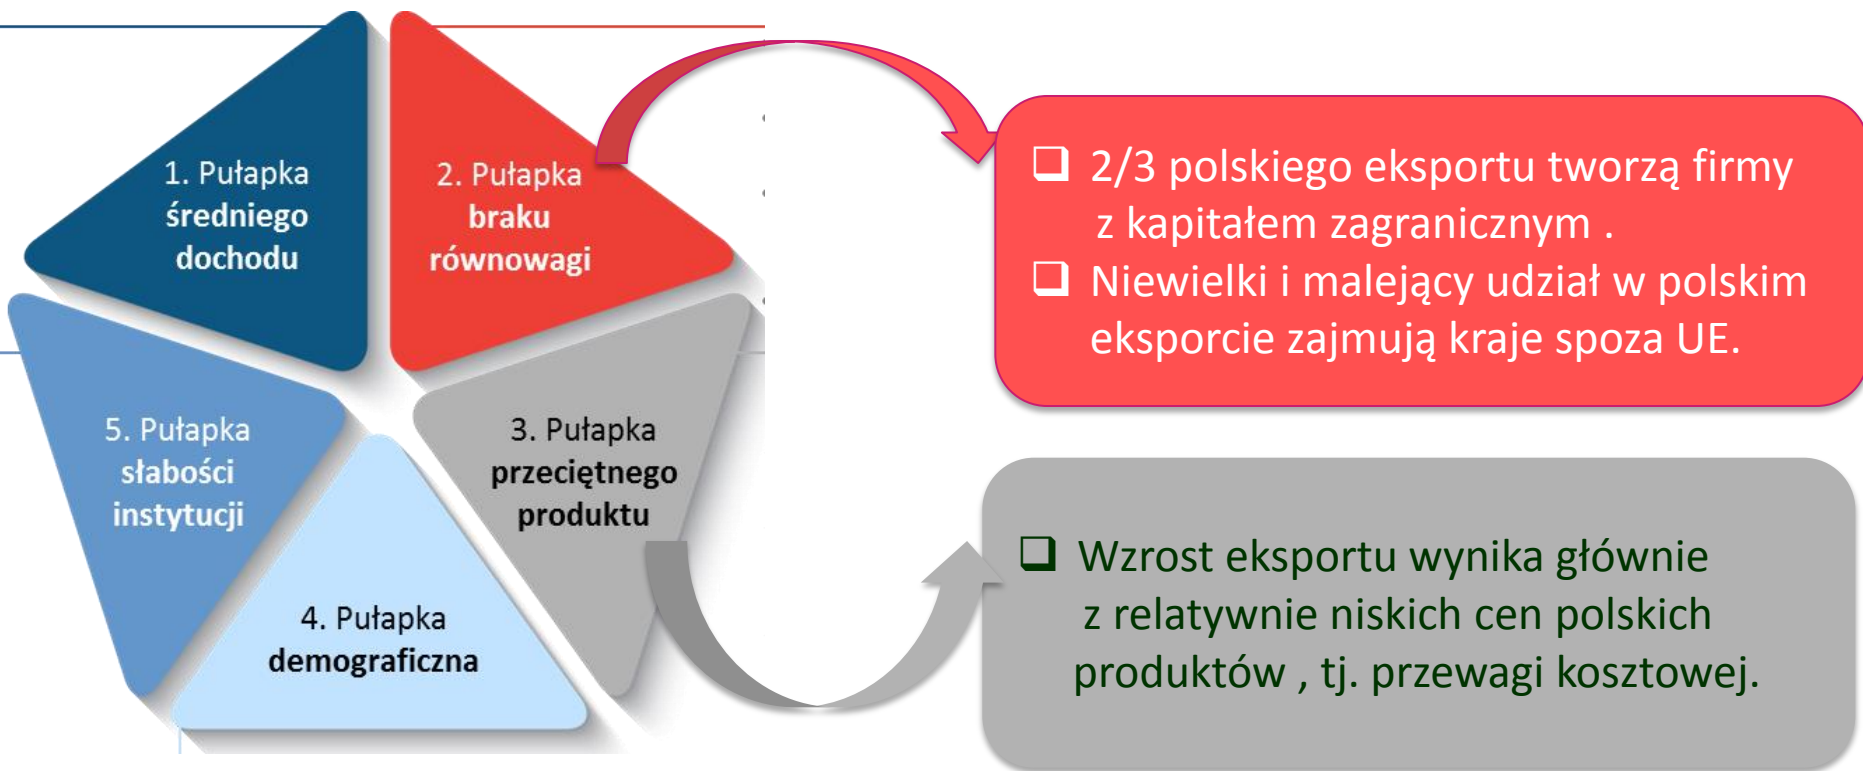 1. Pułapka
średniego
dochodu
2. Pułapka
braku
równowagi
3. Pułapka
przeciętnego
produktu
4. Pułapka
demograficzna
5. Pułapka
słabości
instytucji
❑ 2/3 polskiego eksportu tworzą firmy
z kapitałem zagranicznym .
❑ Niewielki i malejący udział w polskim
eksporcie zajmują kraje spoza UE.
❑ Wzrost eksportu wynika głównie
z relatywnie niskich cen polskich
produktów , tj. przewagi kosztowej.